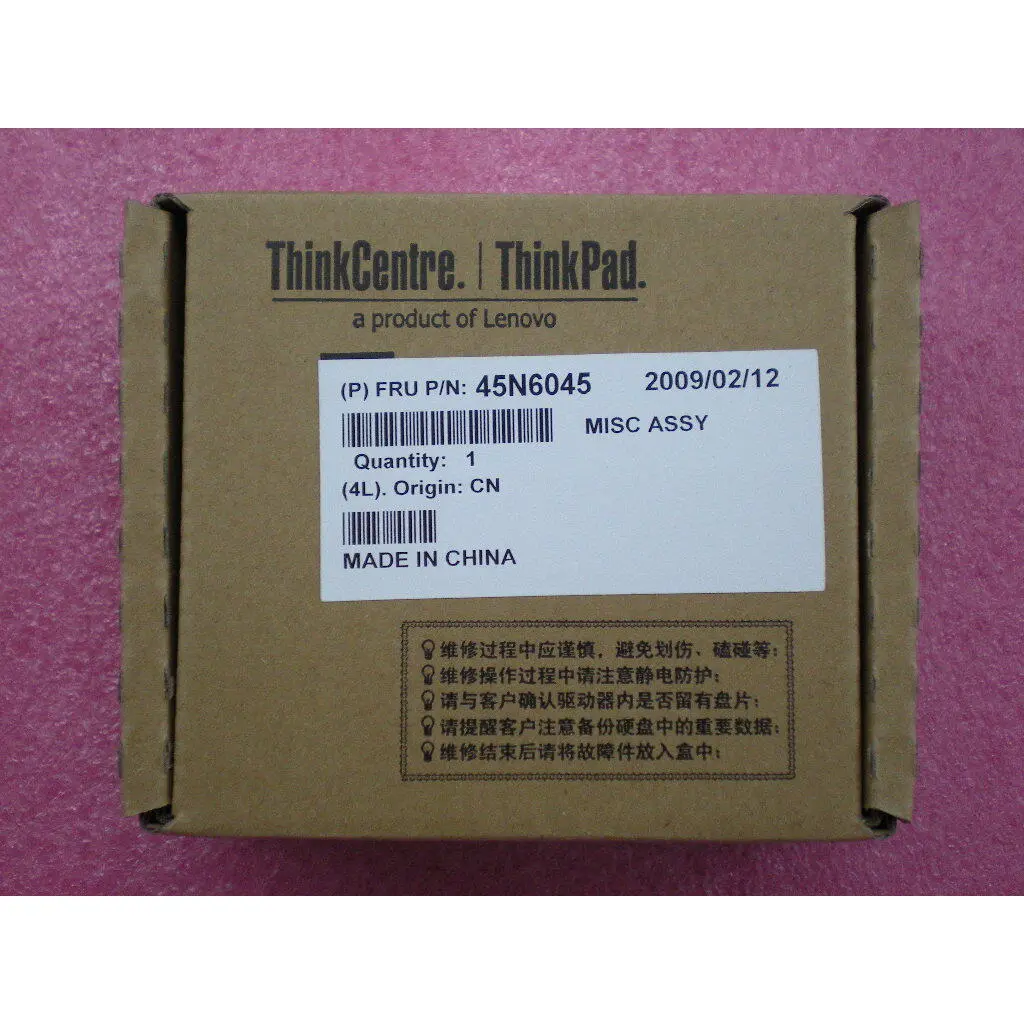 ThinkCentre. | ThinkPad.
a product of Lenovo
(P) FRU P/N: 45N6045 2009/02/12
MISC ASSY
Quantity: 1
(4L). Origin: CN
MADE IN CHINA
维修过程中应谨慎，避免划伤、磕碰等；
维修操作过程中请注意静电防护；
请与客户确认驱动器内是否留有盘片；
请提醒客户注意备份硬盘中的重要数据；
维修结束后请将故障件放入盒中；